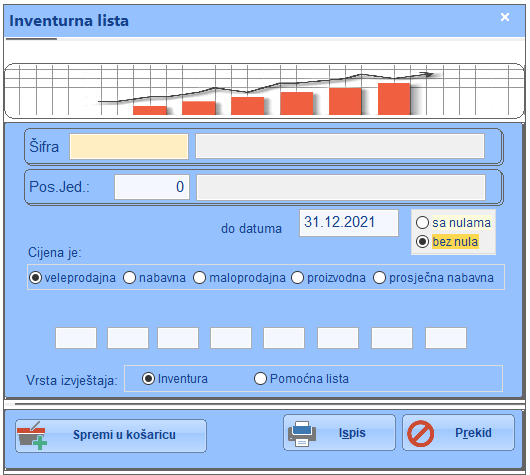 Inventurna lista
Šifra
Pos.Jed.: 0
do datuma 31.12.2021
sa nulama
bez nula
Cijena je:
veleprodajna nabavna maloprodajna proizvodna prosječna nabavna
Vrsta izvještaja: Inventura Pomoćna lista
Spremi u košaricu Ispis Prekid